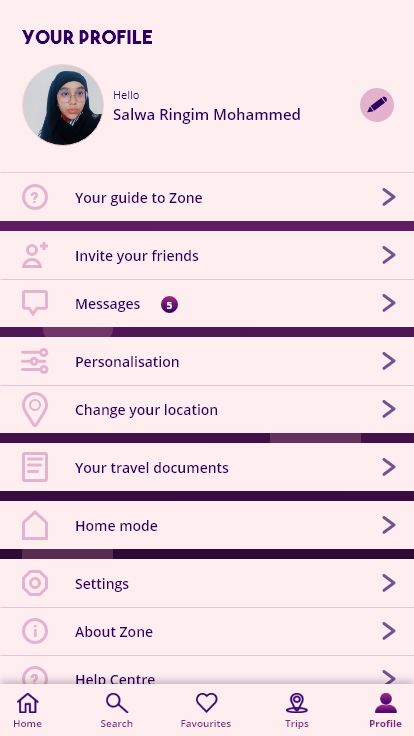 YOUR PROFILE
Hello
Salwa Ringim Mohammed
Your guide to Zone
Invite your friends
Messages 5
Personalisation
Change your location
Your travel documents
Home mode
Settings
About Zone
Help Centre
Home Search Favourites Trips Profile